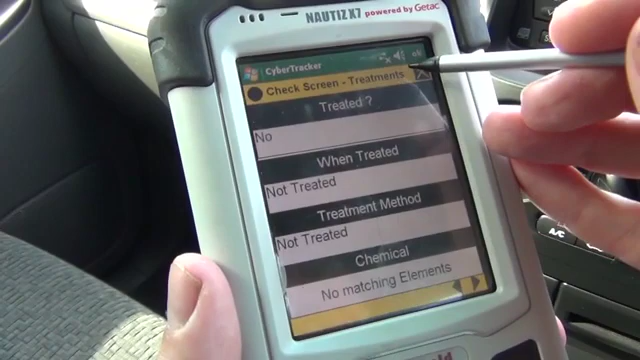 NAUTIZ X7 powered by Getac
CyberTracker ok
Check Screen - Treatments
Treated ?
No
When Treated
Not Treated
Treatment Method
Not Treated
Chemical
No matching Elements
A/C